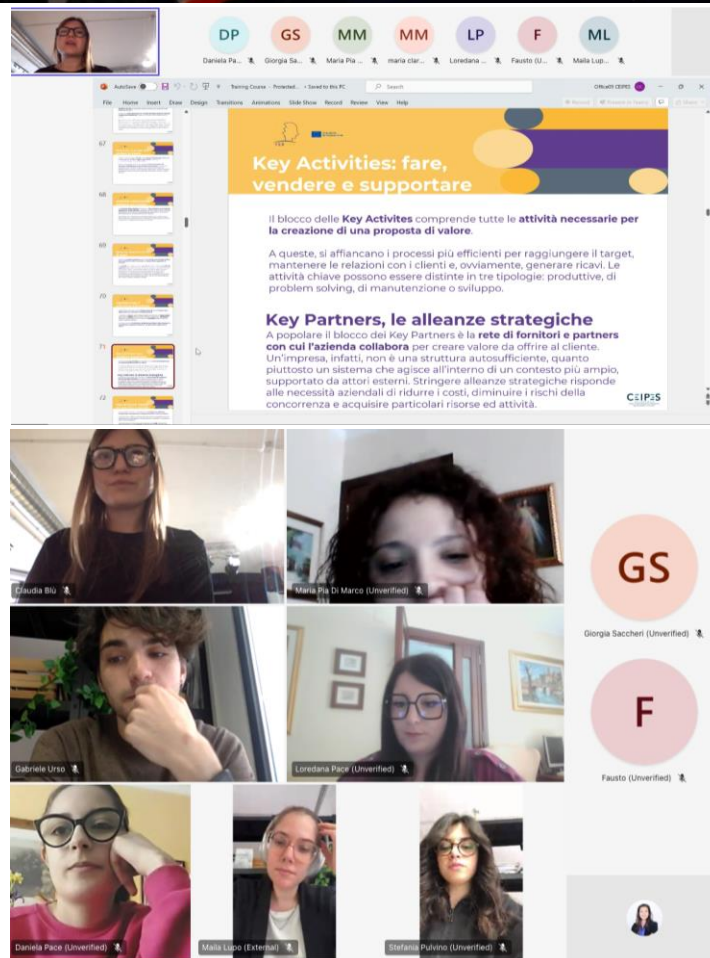 DP
GS
MM
MM
LP
F
ML
Daniela Pa...
Giorgia Sa...
Maria Pia ...
maria clar...
Loredana ...
Fausto (U...
Maila Lup...
AutoSave
Training Course - Protected... • Saved to this PC
Search
File Home Insert Draw Design Transitions Animations Slide Show Record Review View Help
67
68
69
70
71
72
Key Activities: fare,
vendere e supportare
Il blocco delle Key Activites comprende tutte le attività necessarie per
la creazione di una proposta di valore.
A queste, si affiancano i processi più efficienti per raggiungere il target,
mantenere le relazioni con i clienti e, ovviamente, generare ricavi. Le
attività chiave possono essere distinte in tre tipologie: produttive, di
problem solving, di manutenzione o sviluppo.
Key Partners, le alleanze strategiche
A popolare il blocco dei Key Partners è la rete di fornitori e partners
con cui l'azienda collabora per creare valore da offrire al cliente.
Un'impresa, infatti, non è una struttura autosufficiente, quanto
piuttosto un sistema che agisce all'interno di un contesto più ampio,
supportato da attori esterni. Stringere alleanze strategiche risponde
alle necessità aziendali di ridurre i costi, diminuire i rischi della
concorrenza e acquisire particolari risorse ed attività.
CEIPES
Claudia Blù
Maria Pia Di Marco (Unverified)
GS
Giorgia Saccheri (Unverified)
Gabriele Urso
Loredana Pace (Unverified)
F
Fausto (Unverified)
Daniela Pace (Unverified)
Maila Lupo (External)
Stefania Pulvino (Unverified)